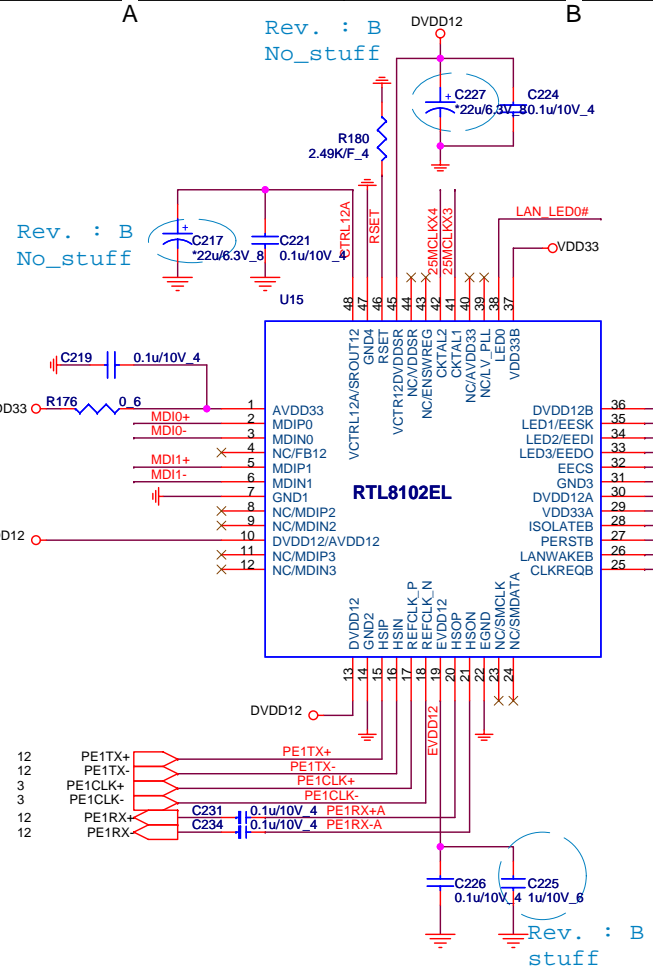 A
B
Rev. : B
No_stuff
DVDD12
C227
*22u/6.3V_8
C224
0.1u/10V_4
R180
2.49K/F_4
Rev. : B
No_stuff
C217
*22u/6.3V_8
C221
0.1u/10V_4
CTRL12A
RSET
25MCLKX4
25MCLKX3
LAN_LED0#
VDD33
U15
48
47
46
45
44
43
42
41
40
39
38
37
VCTRL12A/SROUT12
GND4
RSET
VCTR12DVDDSR
NC/VDDSR
NC/ENSWREG
CKTAL2
CKTAL1
NC/AVDD33
NC/LV_PLL
LED0
VDD33B
C219
0.1u/10V_4
D33
R176
0_6
MDI0+
MDI0-
MDI1+
MDI1-
D12
1 AVDD33
2 MDIP0
3 MDIN0
4 NC/FB12
5 MDIP1
6 MDIN1
7 GND1
8 NC/MDIP2
9 NC/MDIN2
10 DVDD12/AVDD12
11 NC/MDIP3
12 NC/MDIN3
RTL8102EL
DVDD12B 36
LED1/EESK 35
LED2/EEDI 34
LED3/EEDO 33
EECS 32
GND3 31
DVDD12A 30
VDD33A 29
ISOLATEB 28
PERSTB 27
LANWAKEB 26
CLKREQB 25
DVDD12
GND2
HSIP
HSIN
REFCLK_P
REFCLK_N
EVDD12
HSOP
HSON
EGND
NC/SMCLK
NC/SMDATA
13
14
15
16
17
18
19
20
21
22
23
24
DVDD12
EVDD12
12 PE1TX+ PE1TX+
12 PE1TX- PE1TX-
3 PE1CLK+ PE1CLK+
3 PE1CLK- PE1CLK-
12 PE1RX+ C231 0.1u/10V_4 PE1RX+A
12 PE1RX- C234 0.1u/10V_4 PE1RX-A
C226
0.1u/10V_4
C225
1u/10V_6
Rev. : B
stuff